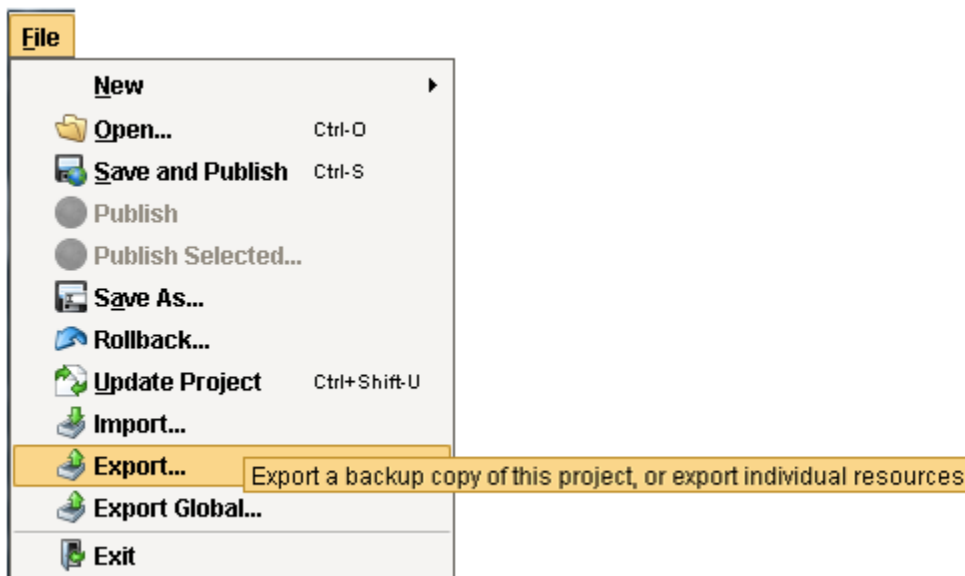 File
New
Open... Ctrl-O
Save and Publish Ctrl-S
Publish
Publish Selected...
Save As...
Rollback...
Update Project Ctrl+Shift-U
Import...
Export...
Export a backup copy of this project, or export individual resources
Export Global...
Exit